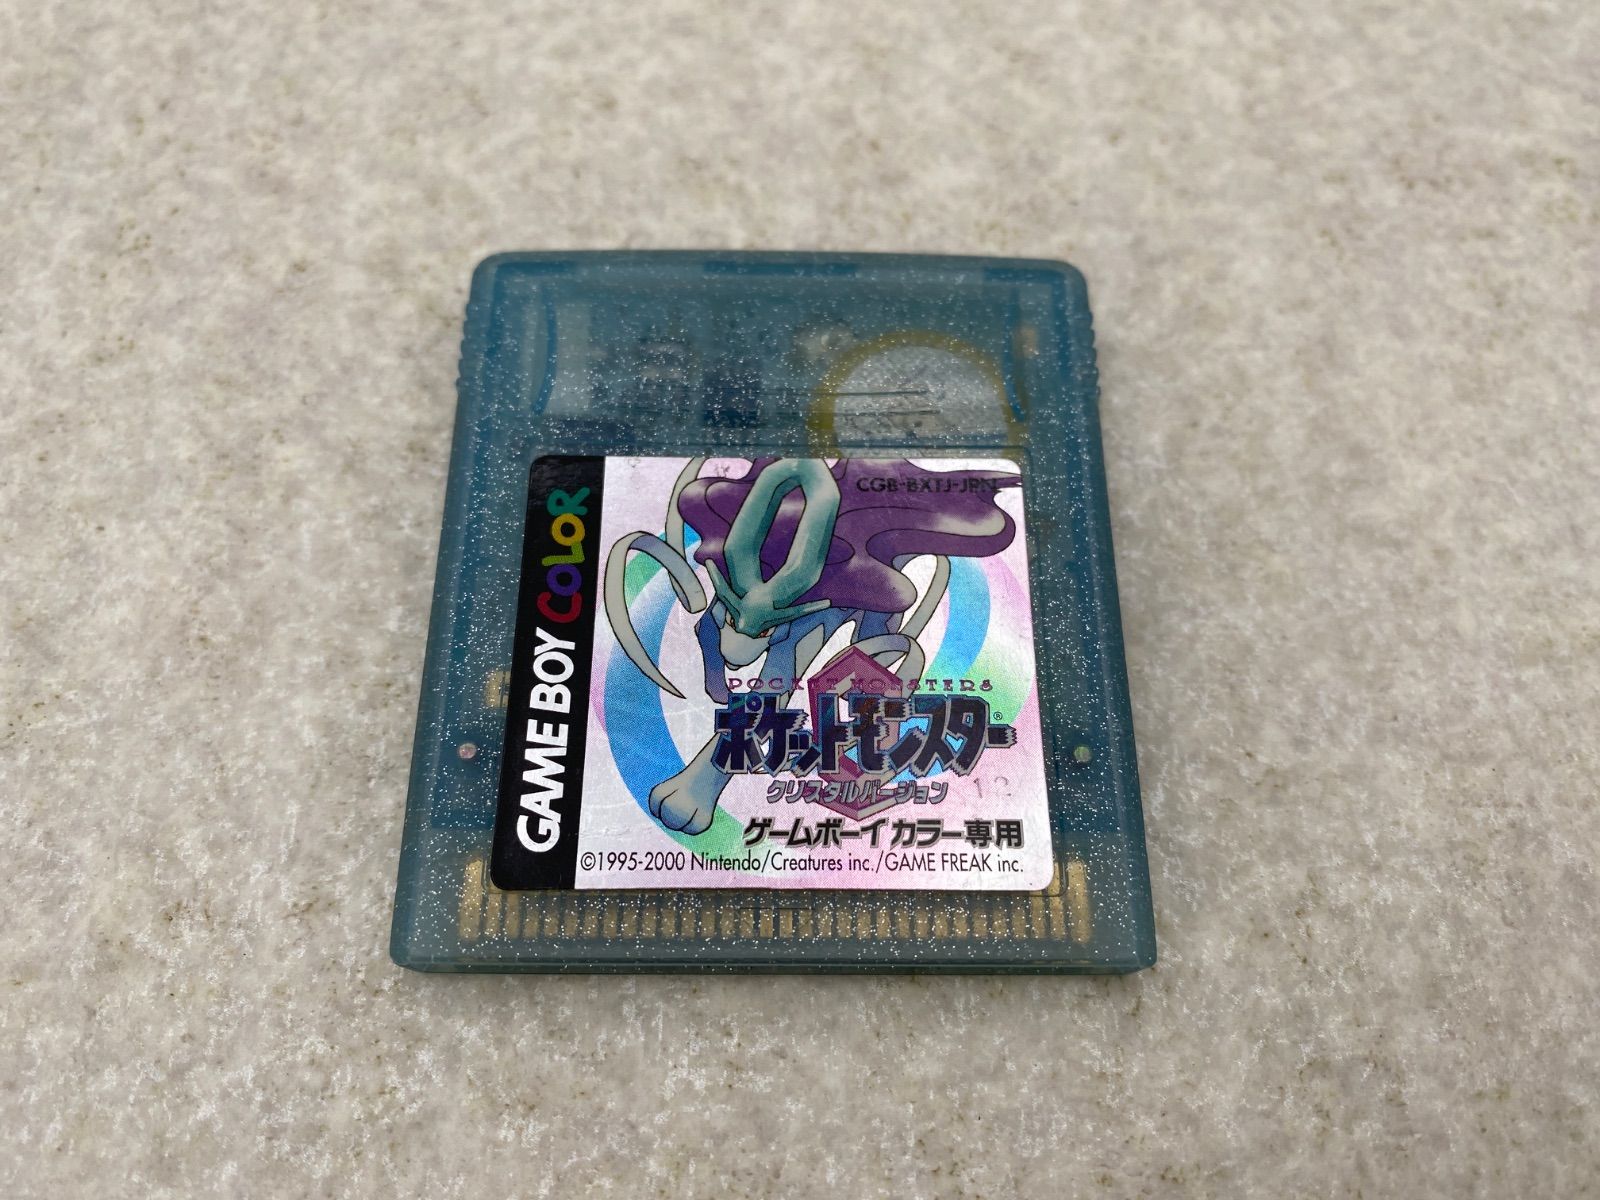 GAME BOY COLOR
CGB-BXTJ-JPN
POCKET MONSTERS
ポケットモンスター®
クリスタルバージョン
12
ゲームボーイカラー専用
©1995-2000 Nintendo/Creatures inc./GAME FREAK inc.